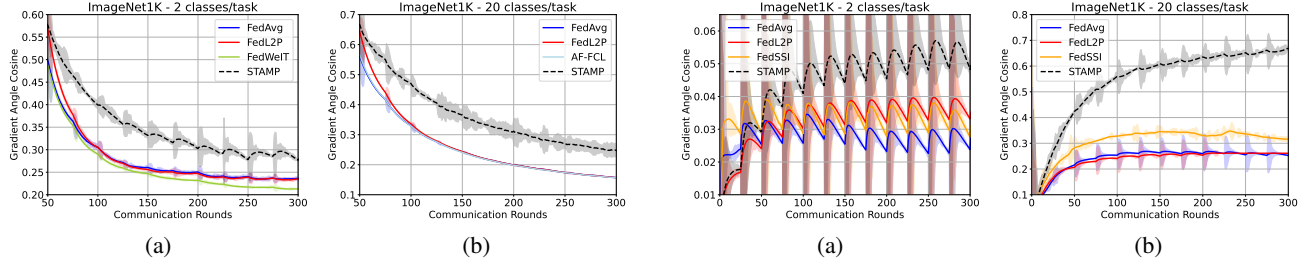 ImageNet1K - 2 classes/task
Gradient Angle Cosine
0.60
0.55
0.50
0.45
0.40
0.35
0.30
0.25
0.20
FedAvg
FedL2P
FedWeIT
STAMP
50 100 150 200 250 300
Communication Rounds
(a)
ImageNet1K - 20 classes/task
Gradient Angle Cosine
0.7
0.6
0.5
0.4
0.3
0.2
0.1
FedAvg
FedL2P
AF-FCL
STAMP
50 100 150 200 250 300
Communication Rounds
(b)
ImageNet1K - 2 classes/task
Gradient Angle Cosine
0.06
0.05
0.04
0.03
0.02
0.01
FedAvg
FedL2P
FedSSI
STAMP
0 50 100 150 200 250 300
Communication Rounds
(a)
ImageNet1K - 20 classes/task
Gradient Angle Cosine
0.8
0.7
0.6
0.5
0.4
0.3
0.2
0.1
FedAvg
FedL2P
FedSSI
STAMP
0 50 100 150 200 250 300
Communication Rounds
(b)